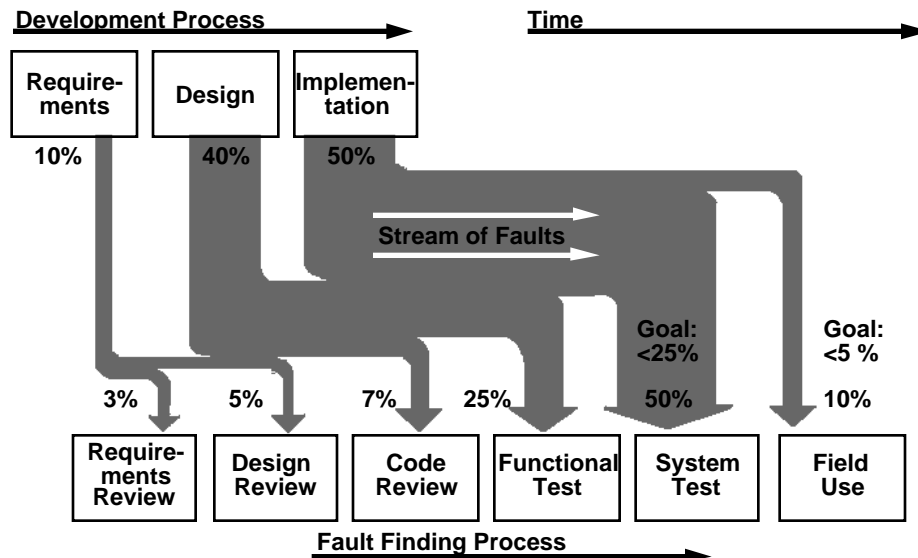 Development Process
Time
Require-
ments
Design
Implemen-
tation
10%
40%
50%
Stream of Faults
Goal:
<25%
Goal:
<5 %
3%
5%
7%
25%
50%
10%
Require-
ments
Review
Design
Review
Code
Review
Functional
Test
System
Test
Field
Use
Fault Finding Process